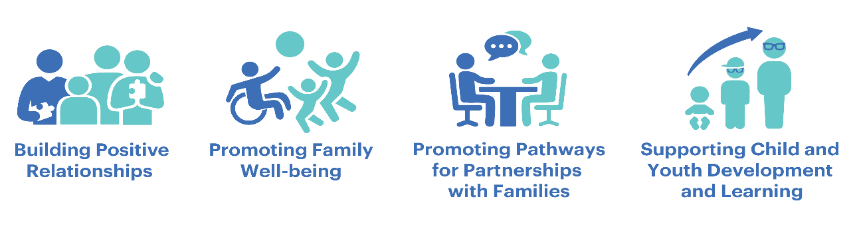 Building Positive
Relationships
Promoting Family
Well-being
Promoting Pathways
for Partnerships
with Families
Supporting Child and
Youth Development
and Learning